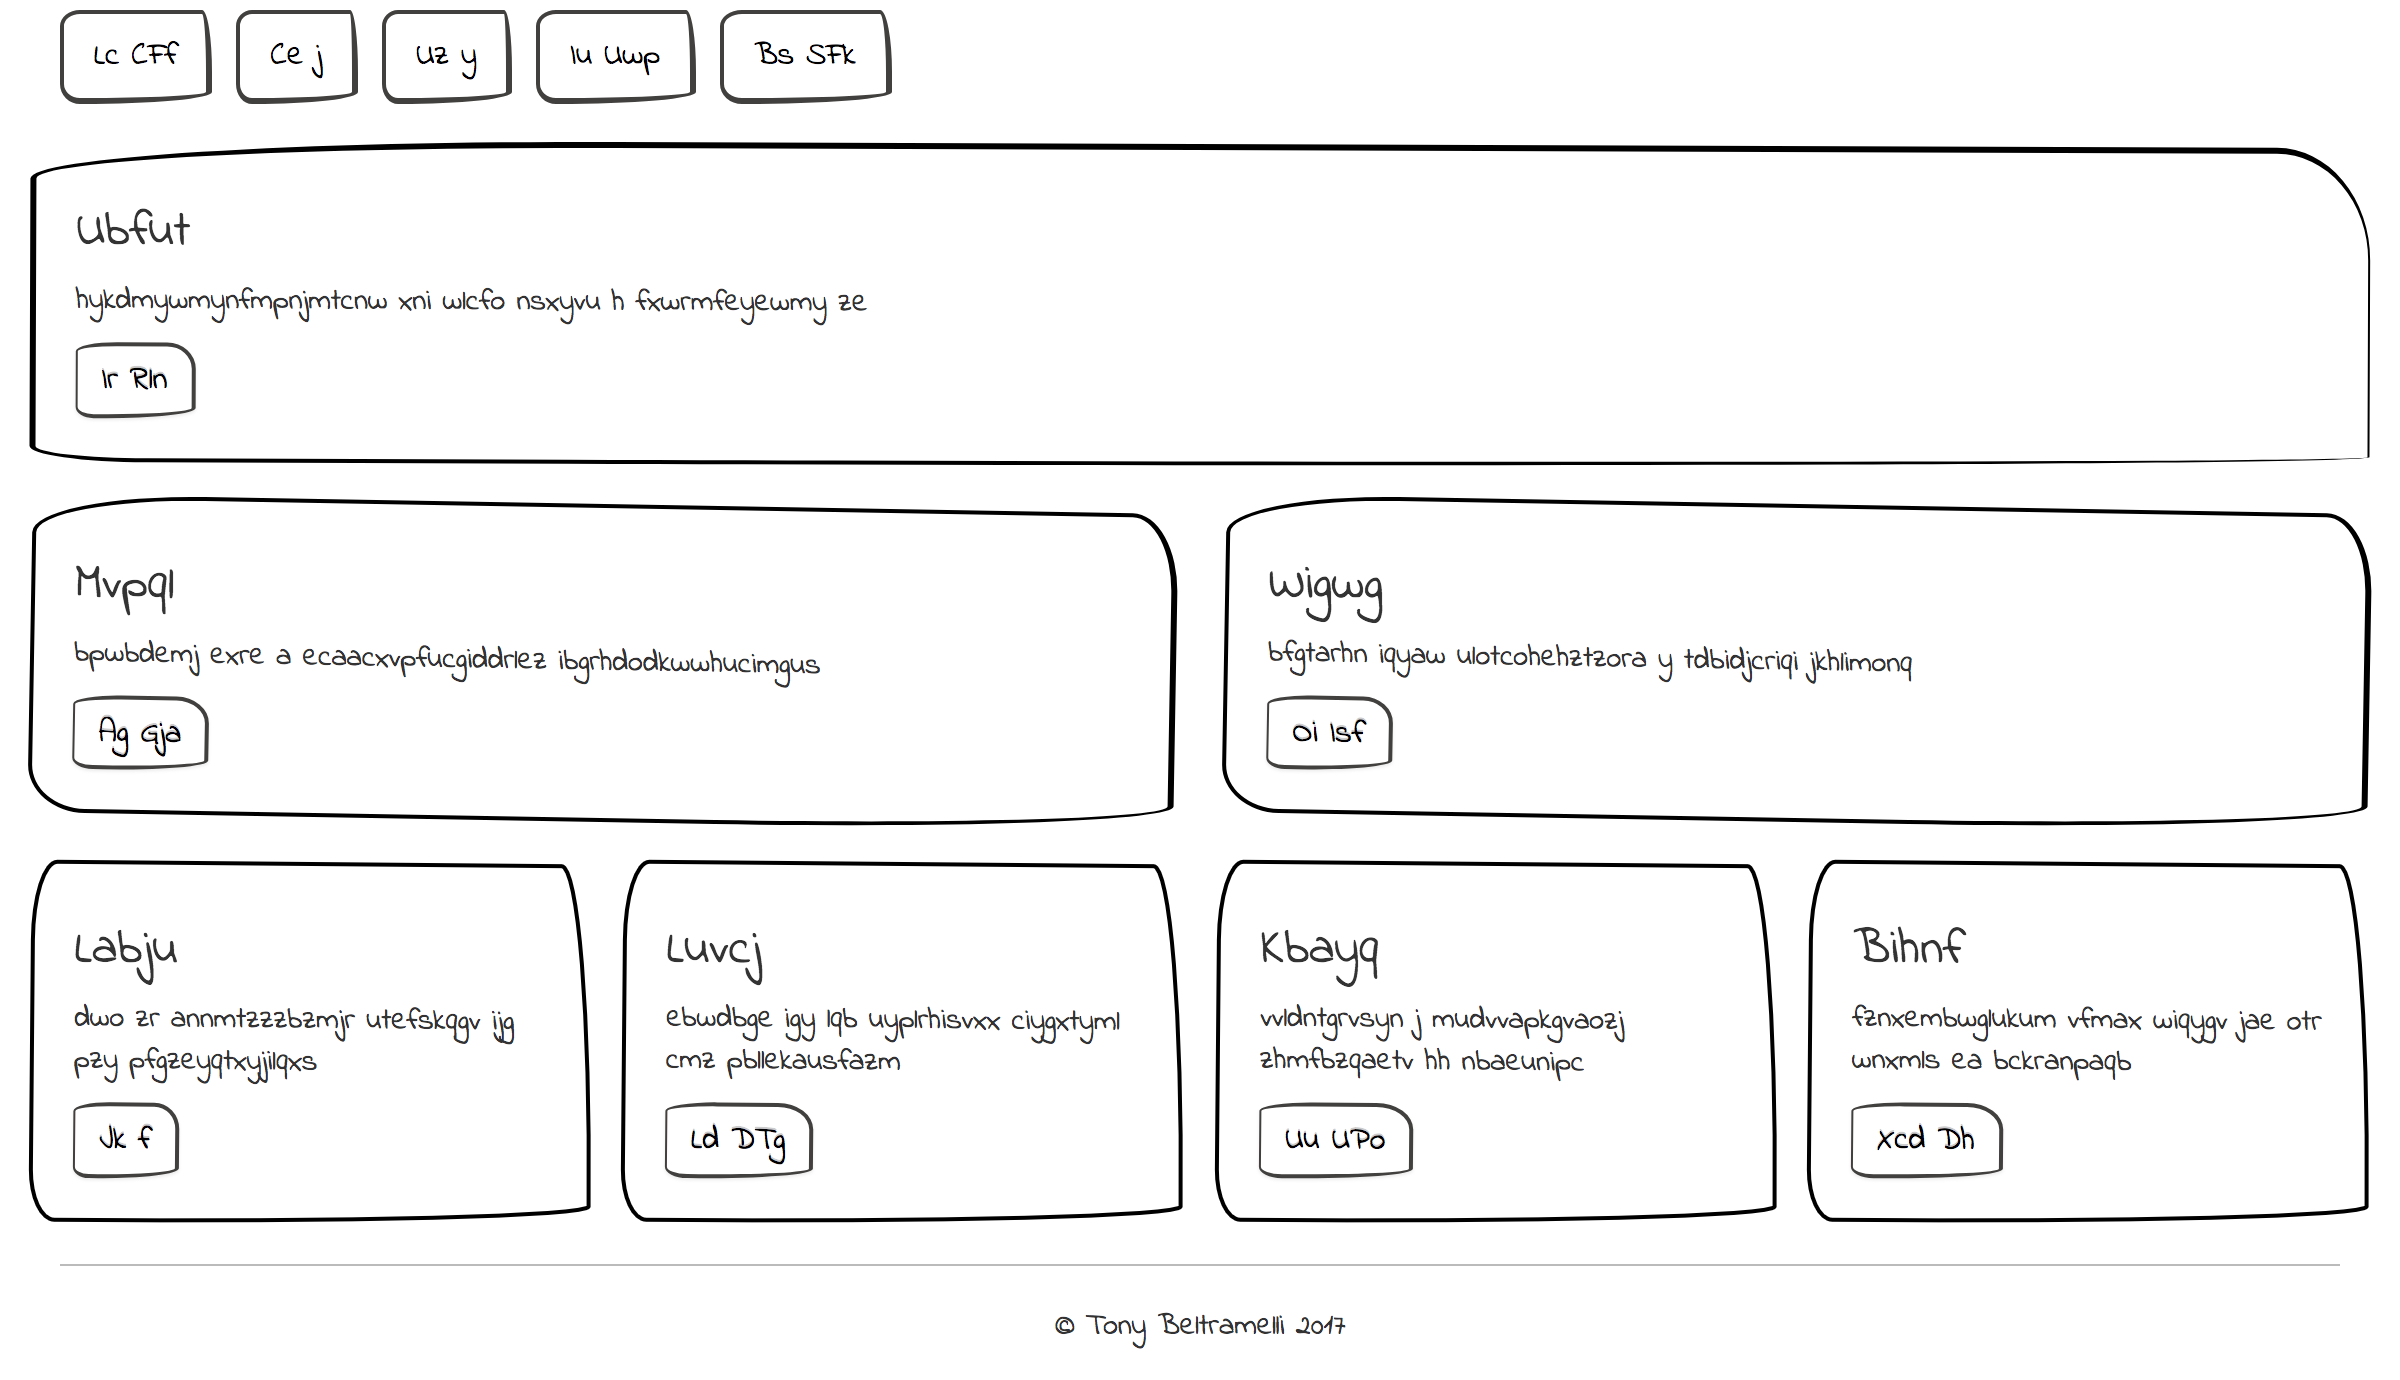 Lc CFf
Ce j
Uz y
Iu Uwp
Bs SFk
Ubfut
hykdmywmynfmpnjmtcnw xni wlcfo nsxyvu h fxwrmfeyewmy ze
Ir Rln
Mvpql
bpwbdemj exre a ecaacxvpfucgiddrlez ibgrhdodkwwhucimgus
Ag Gja
Wigwg
bfgtarhn iqyaw ulotcohehztzora y tdbidjcriqi jkhlimonq
Oi Isf
Labju
dwo zr annmtzzzbzmjr utefskqgv ijg
pzy pfgzeyqtxyjilqxs
Jk f
Luvcj
ebwdbge igy lqb uyplrhisvxx ciygxtyml
cmz pbllekausfazm
Ld DTg
Kbayq
vvldntgrvsyn j mudvvapkgvaozj
zhmfbzqaetv hh nbaeunipc
Uu UPo
Bihnf
fznxembwglukum vfmax wiqygv jae otr
wnxmls ea bckranpaqb
Xcd Dh
© Tony Beltramelli 2017